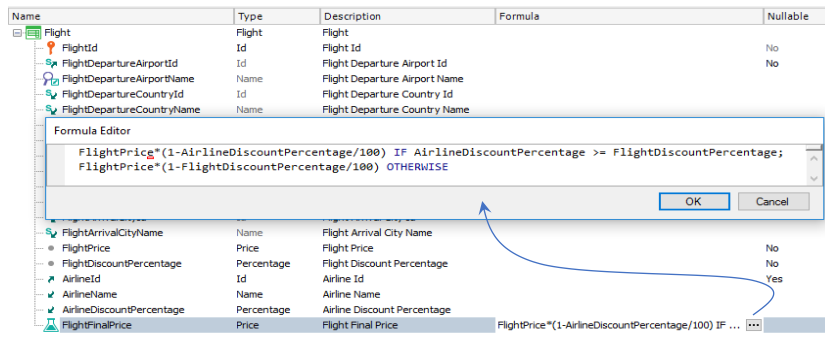 Name Type Description Formula Nullable
Flight Flight Flight
FlightId Id Flight Id No
FlightDepartureAirportId Id Flight Departure Airport Id No
FlightDepartureAirportName Name Flight Departure Airport Name
FlightDepartureCountryId Id Flight Departure Country Id
FlightDepartureCountryName Name Flight Departure Country Name
Formula Editor
FlightPrice*(1-AirlineDiscountPercentage/100) IF AirlineDiscountPercentage >= FlightDiscountPercentage;
FlightPrice*(1-FlightDiscountPercentage/100) OTHERWISE
OK Cancel
FlightArrivalCityName Name Flight Arrival City Name
FlightPrice Price Flight Price No
FlightDiscountPercentage Percentage Flight Discount Percentage No
AirlineId Id Airline Id Yes
AirlineName Name Airline Name
AirlineDiscountPercentage Percentage Airline Discount Percentage
FlightFinalPrice Price Flight Final Price FlightPrice*(1-AirlineDiscountPercentage/100) IF ... ...